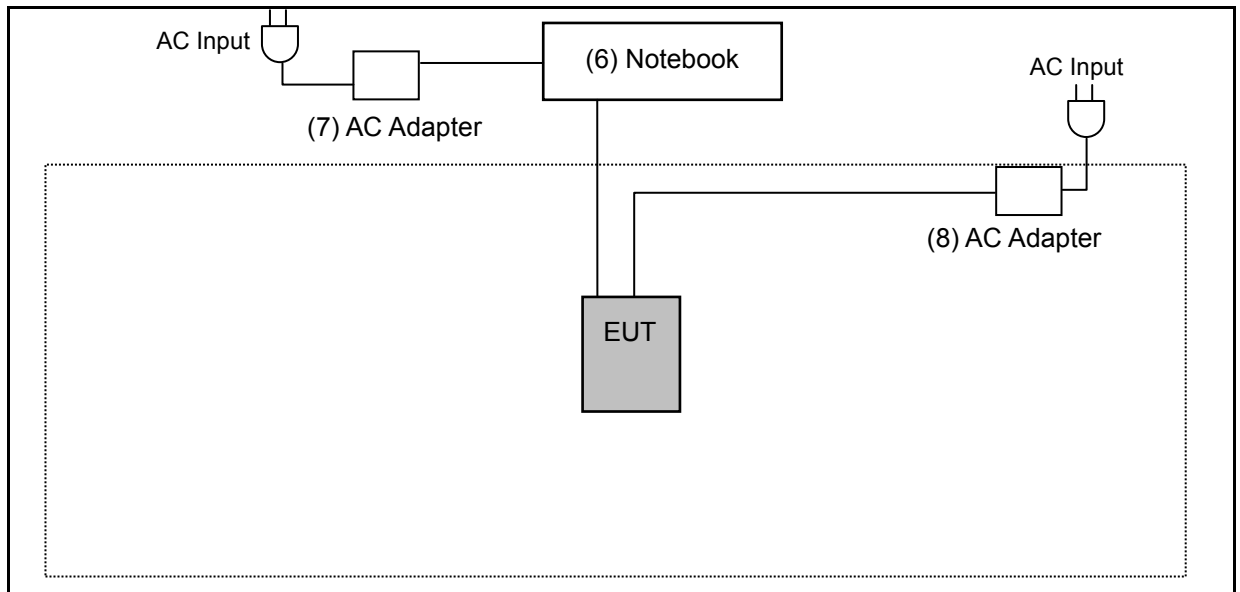 AC Input
(6) Notebook
AC Input
(7) AC Adapter
(8) AC Adapter
EUT